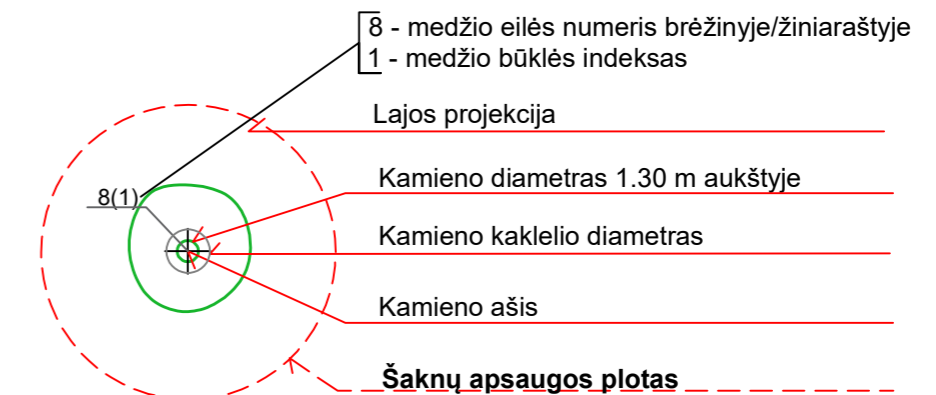 8 - medžio eilės numeris brėžinyje/žiniaraštyje
1 - medžio būklės indeksas
Lajos projekcija
Kamieno diametras 1.30 m aukštyje
8(1)
Kamieno kaklelio diametras
Kamieno ašis
Šaknų apsaugos plotas